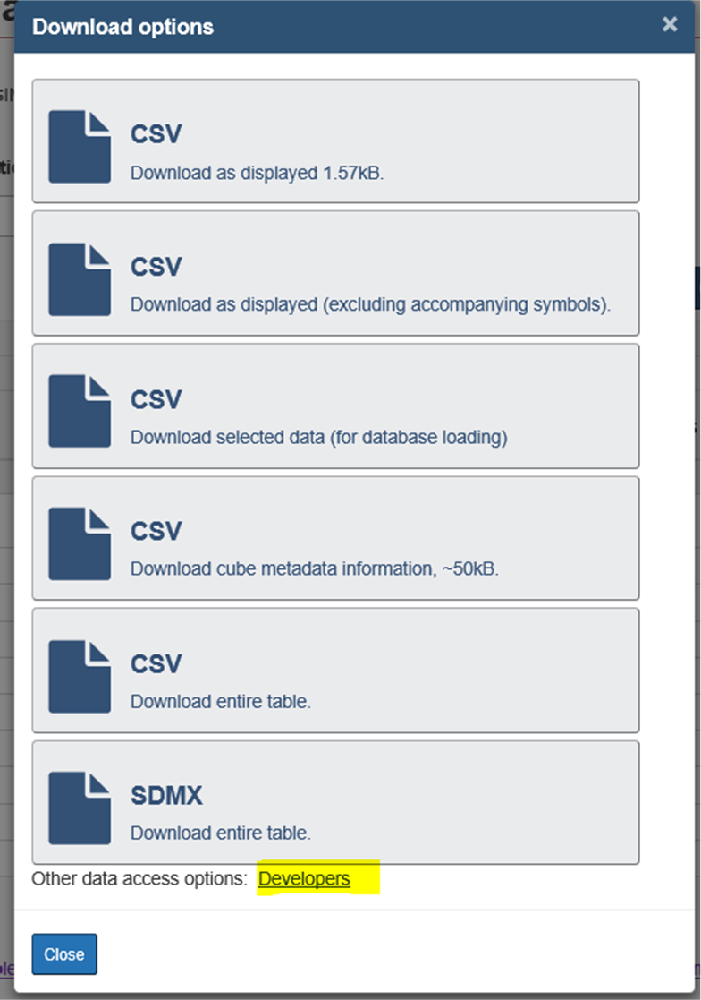 Download options
×
CSV
Download as displayed 1.57kB.
CSV
Download as displayed (excluding accompanying symbols).
CSV
Download selected data (for database loading)
CSV
Download cube metadata information, ~50kB.
CSV
Download entire table.
SDMX
Download entire table.
Other data access options: Developers
Close